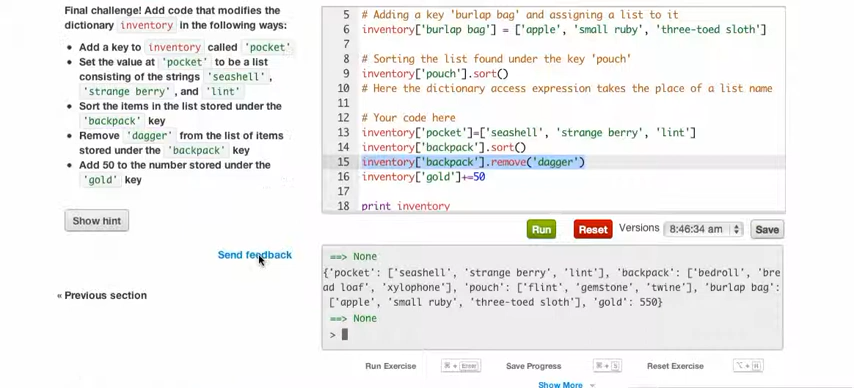 Final challenge! Add code that modifies the
dictionary inventory in the following ways:
• Add a key to inventory called 'pocket'
• Set the value at 'pocket' to be a list
consisting of the strings 'seashell' ,
'strange berry' , and 'lint'
• Sort the items in the list stored under the
'backpack' key
• Remove 'dagger' from the list of items
stored under the 'backpack' key
• Add 50 to the number stored under the
'gold' key
Show hint
Send feedback
« Previous section
5 # Adding a key 'burlap bag' and assigning a list to it
6 inventory['burlap bag'] = ['apple', 'small ruby', 'three-toed sloth']
7
8 # Sorting the list found under the key 'pouch'
9 inventory['pouch'].sort()
10 # Here the dictionary access expression takes the place of a list name
11
12 # Your code here
13 inventory['pocket']=['seashell', 'strange berry', 'lint']
14 inventory['backpack'].sort()
15 inventory['backpack'].remove('dagger')
16 inventory['gold']+=50
17
18 print inventory
Run Reset Versions 8:46:34 am Save
==> None
{'pocket': ['seashell', 'strange berry', 'lint'], 'backpack': ['bedroll', 'bre
ad loaf', 'xylophone'], 'pouch': ['flint', 'gemstone', 'twine'], 'burlap bag':
['apple', 'small ruby', 'three-toed sloth'], 'gold': 550}
==> None
>
Run Exercise ⌘ + Enter Save Progress ⌘ + S Reset Exercise ⌥ + R
Show More